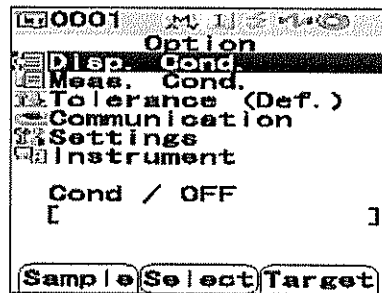 0001
Option
Disp. Cond.
Meas. Cond.
Tolerance (Def.)
Communication
Settings
Instrument
Cond / OFF
[ ]
Sample Select Target